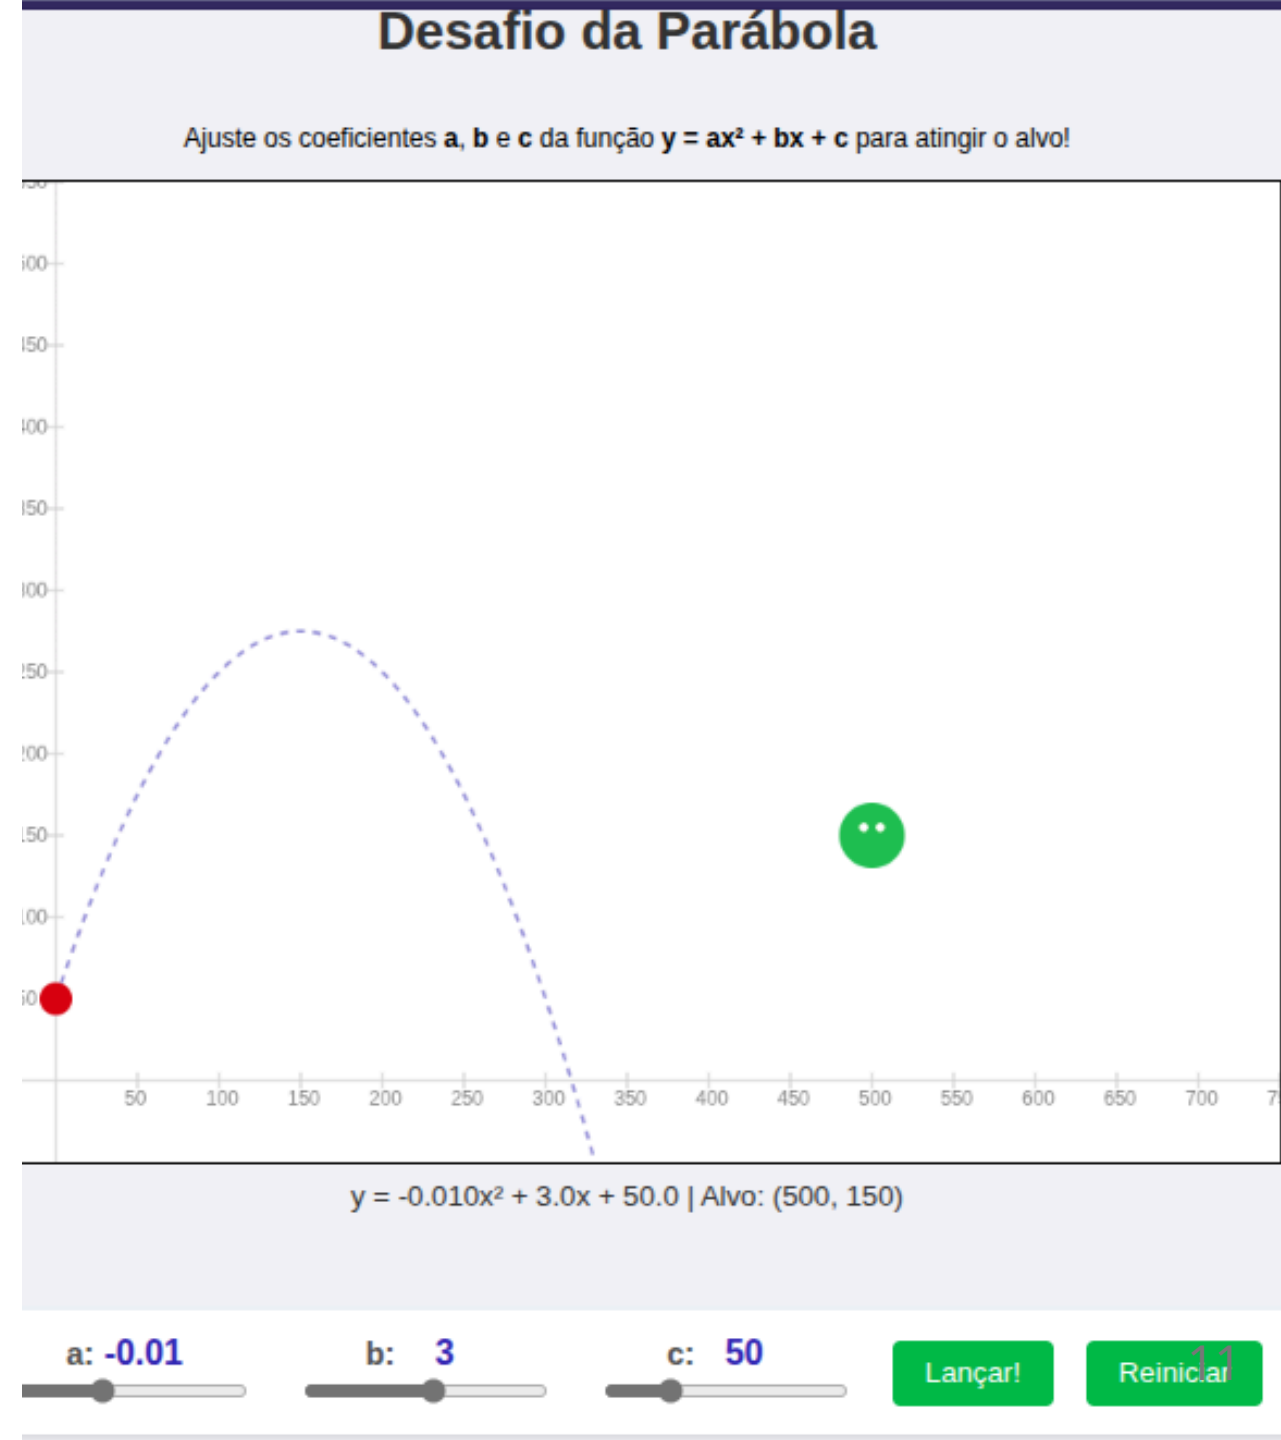 Desafio da Parábola
Ajuste os coeficientes a, b e c da função y = ax² + bx + c para atingir o alvo!
50 100 150 200 250 300 350 400 450 500 550 600 650 700
y = -0.010x² + 3.0x + 50.0 | Alvo: (500, 150)
a: -0.01 b: 3 c: 50 Lançar! Reiniciar
11